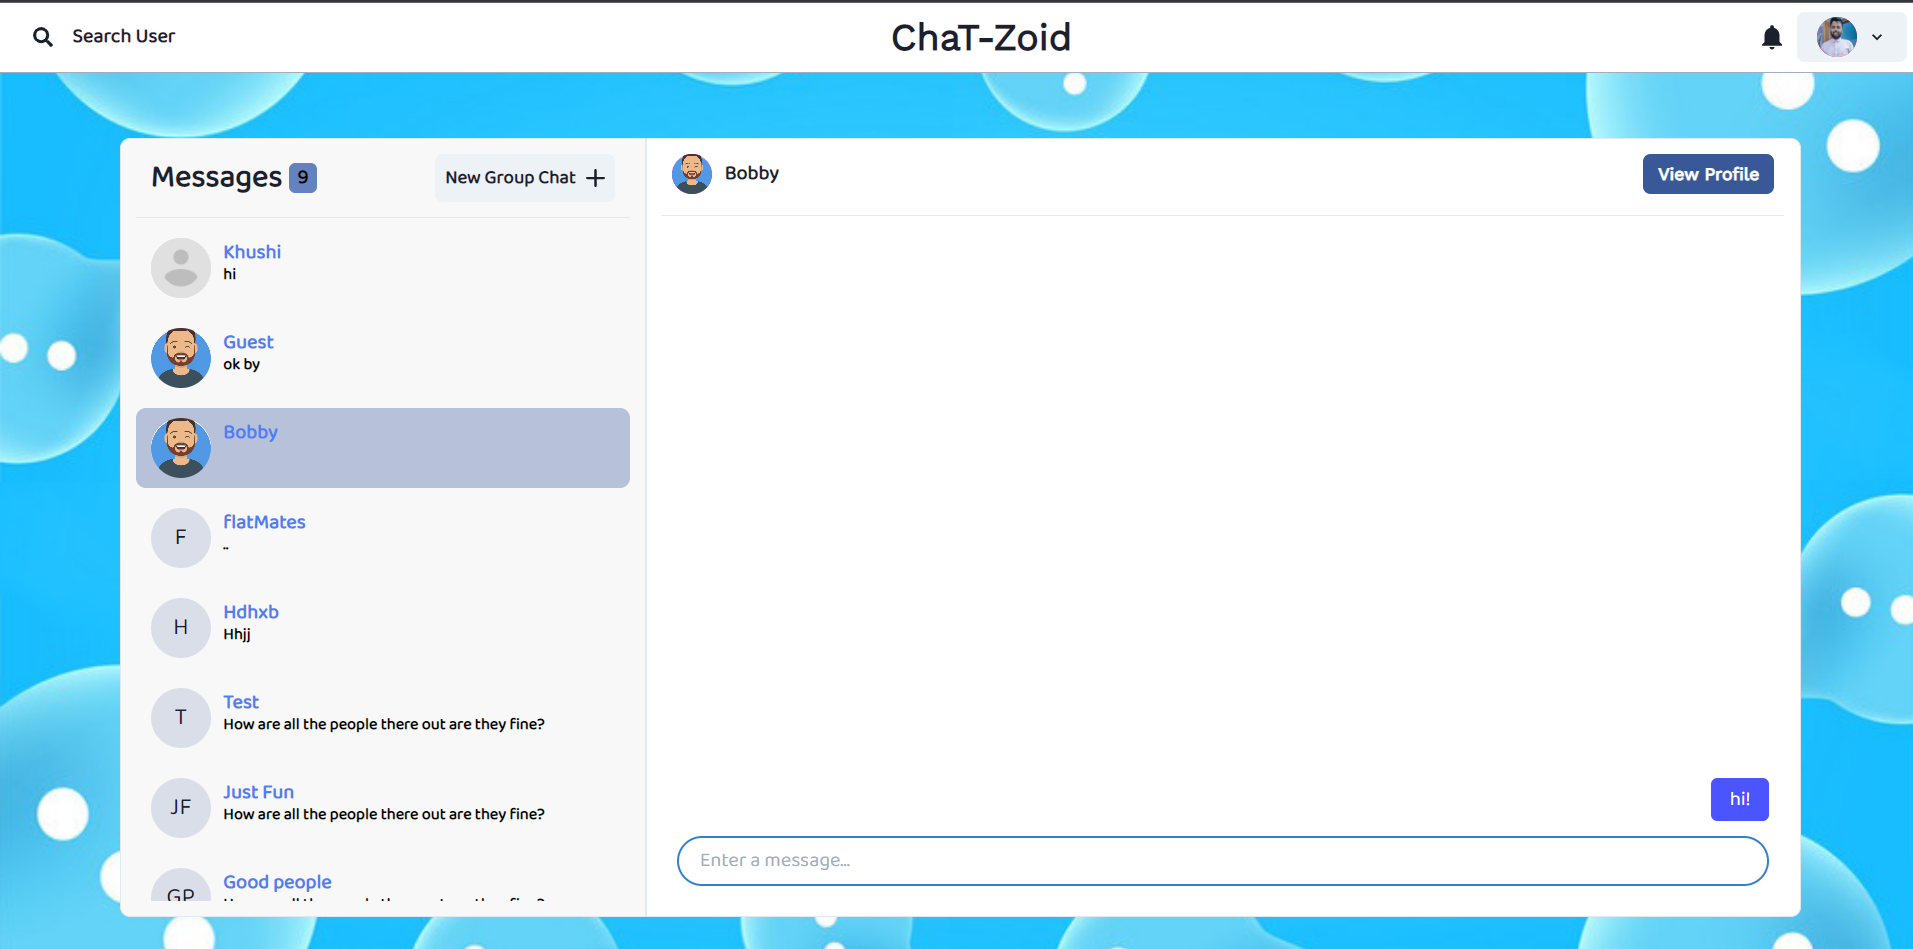 Search User
ChaT-Zoid
Messages 9
New Group Chat
Khushi
hi
Guest
ok by
Bobby
F
flatMates
..
H
Hdhxb
Hhjj
T
Test
How are all the people there out are they fine?
JF
Just Fun
How are all the people there out are they fine?
GP
Good people
Bobby
View Profile
hi!
Enter a message...